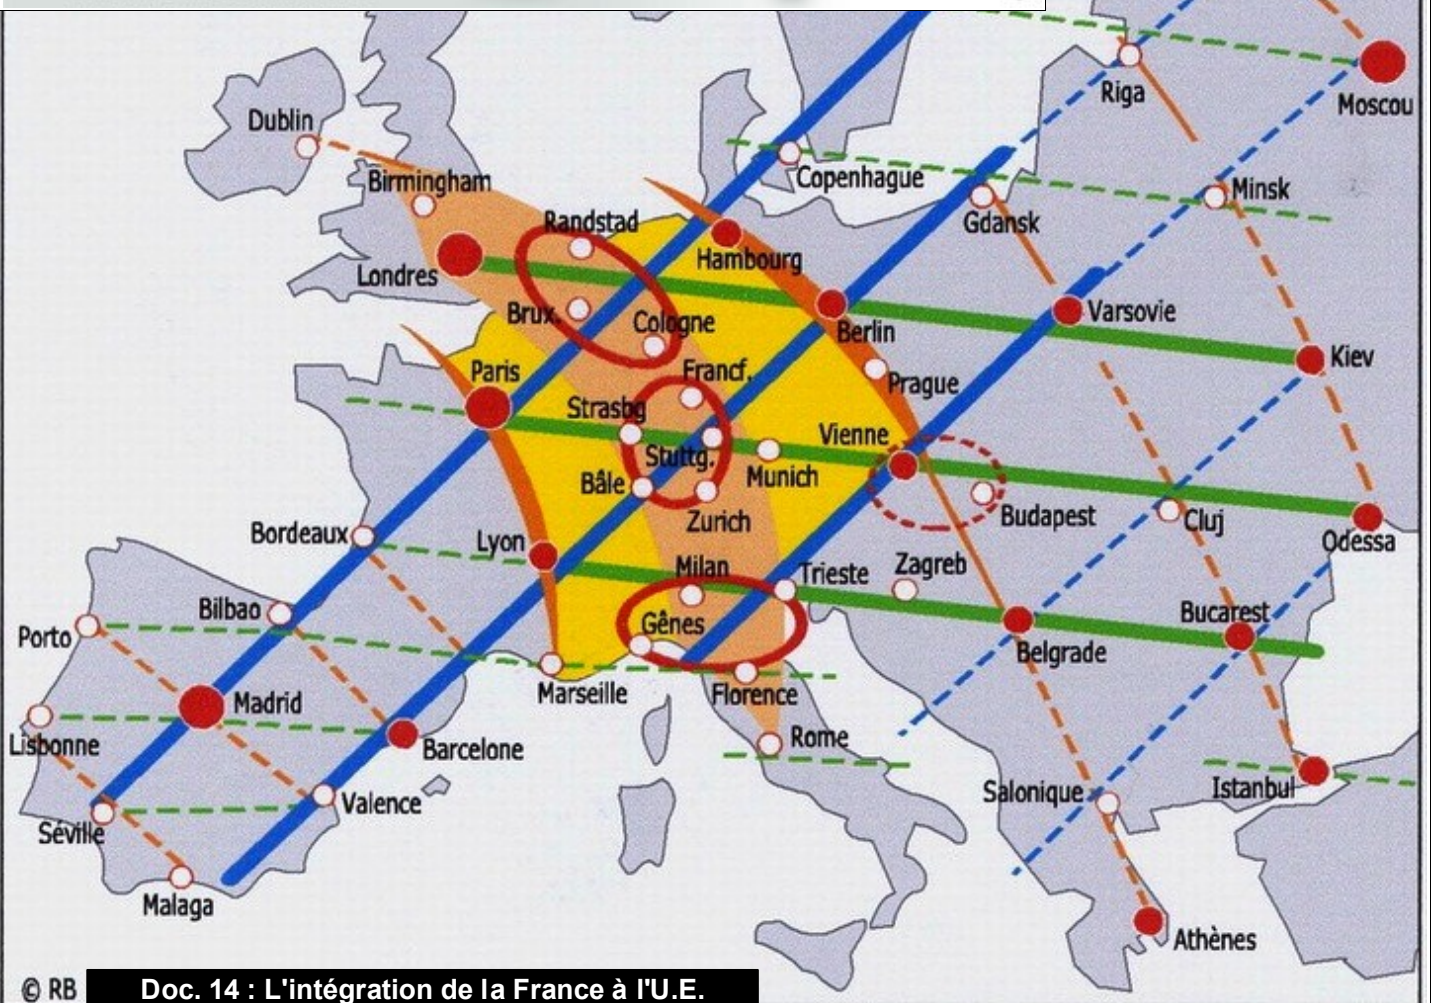 Riga
Moscou
Dublin
Copenhague
Birmingham
Minsk
Gdansk
Randstad
Hambourg
Londres
Brux.
Cologne
Berlin
Varsovie
Kiev
Paris
Francf.
Prague
Strasbg
Vienne
Stuttg.
Munich
Bâle
Zurich
Budapest
Cluj
Odessa
Bordeaux
Lyon
Milan
Trieste
Zagreb
Bilbao
Gênes
Bucarest
Porto
Belgrade
Marseille
Florence
Madrid
Lisbonne
Barcelone
Rome
Valence
Salonique
Istanbul
Séville
Malaga
Athènes
© RB
Doc. 14 : L'intégration de la France à l'U.E.